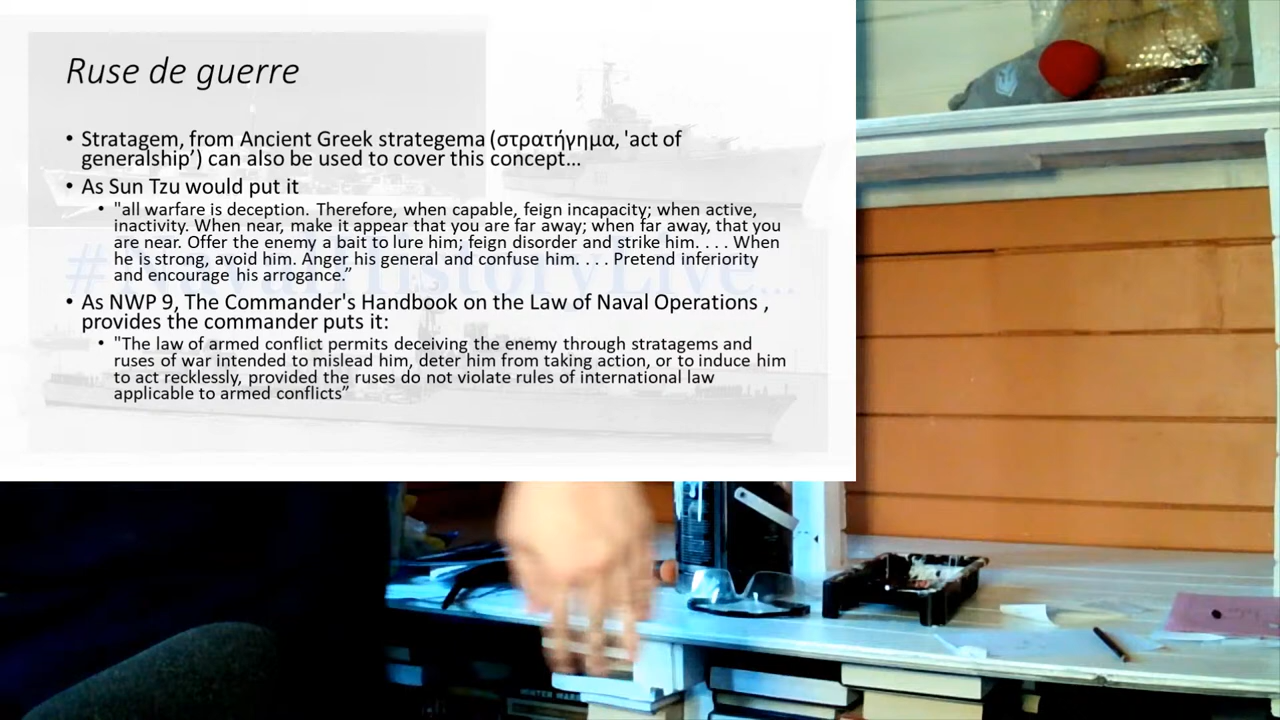 Ruse de guerre
• Stratagem, from Ancient Greek strategema (στρατήγημα, 'act of
generalship') can also be used to cover this concept...
• As Sun Tzu would put it
• "all warfare is deception. Therefore, when capable, feign incapacity; when active,
inactivity. When near, make it appear that you are far away; when far away, that you
are near. Offer the enemy a bait to lure him; feign disorder and strike him. . . . When
he is strong, avoid him. Anger his general and confuse him. . . . Pretend inferiority
and encourage his arrogance.”
#NavalHistoryLive...
• As NWP 9, The Commander's Handbook on the Law of Naval Operations ,
provides the commander puts it:
• "The law of armed conflict permits deceiving the enemy through stratagems and
ruses of war intended to mislead him, deter him from taking action, or to induce him
to act recklessly, provided the ruses do not violate rules of international law
applicable to armed conflicts”
WINTER WAR